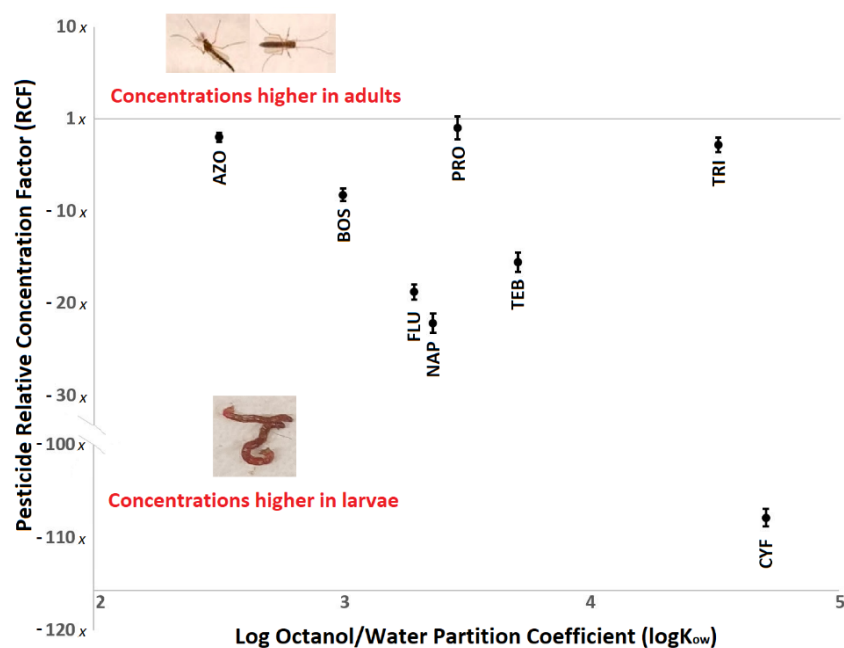 10 x
Concentrations higher in adults
1 x
AZO
PRO
TRI
BOS
- 10 x
TEB
FLU
NAP
- 20 x
- 30 x
- 100 x
Concentrations higher in larvae
- 110 x
CYF
- 120 x
2
3
4
5
Pesticide Relative Concentration Factor (RCF)
Log Octanol/Water Partition Coefficient (logKow)